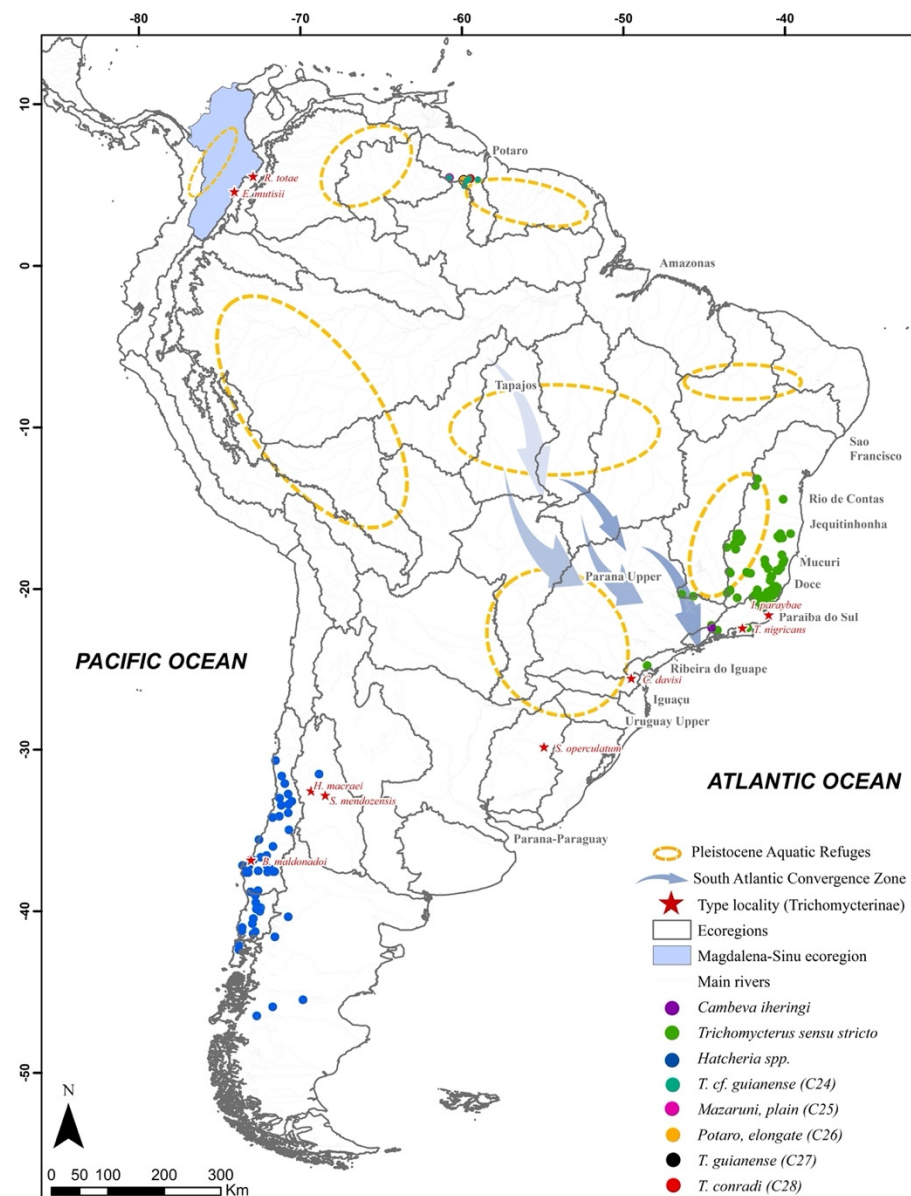 -80 -70 -60 -50 -40
10
0
-10
-20
-30
-40
-50
Potaro
R. totae
E. mutisii
Amazonas
Tapajos
Sao
Francisco
Rio de Contas
Jequitinhonha
Mucuri
Parana Upper
Doce
I. paraybae
Paraiba do Sul
T. nigricans
PACIFIC OCEAN
Ribeira do Iguape
C. davisi
Iguaçu
Uruguay Upper
S. operculatum
ATLANTIC OCEAN
H. macraei
S. mendozensis
Parana-Paraguay
B. maldonadoi
Pleistocene Aquatic Refuges
South Atlantic Convergence Zone
Type locality (Trichomycterinae)
Ecoregions
Magdalena-Sinu ecoregion
Main rivers
Cambeva iheringi
Trichomycterus sensu stricto
Hatcheria spp.
T. cf. guianense (C24)
Mazaruni, plain (C25)
Potaro, elongate (C26)
T. guianense (C27)
T. conradi (C28)
N
0 50 100 200 300
Km